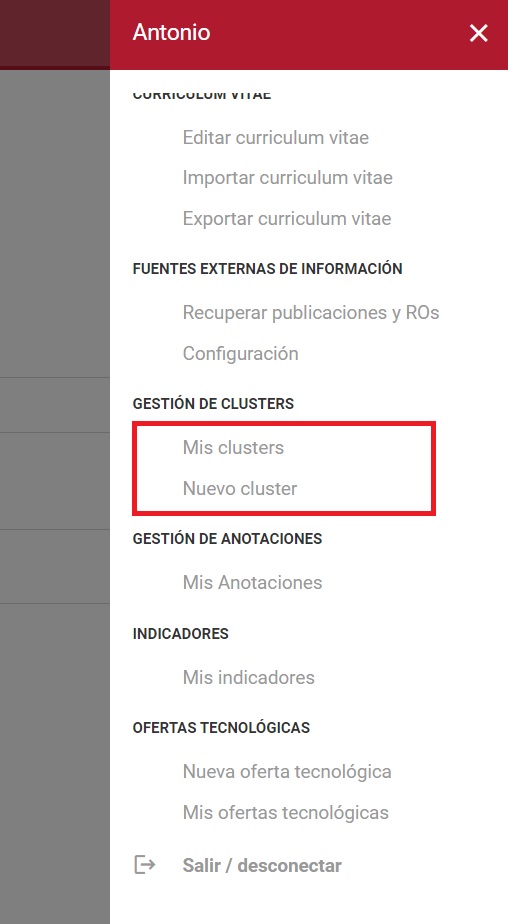 Antonio
CURRICULUM VITAE
Editar curriculum vitae
Importar curriculum vitae
Exportar curriculum vitae
FUENTES EXTERNAS DE INFORMACIÓN
Recuperar publicaciones y ROs
Configuración
GESTIÓN DE CLUSTERS
Mis clusters
Nuevo cluster
GESTIÓN DE ANOTACIONES
Mis Anotaciones
INDICADORES
Mis indicadores
OFERTAS TECNOLÓGICAS
Nueva oferta tecnológica
Mis ofertas tecnológicas
Salir / desconectar